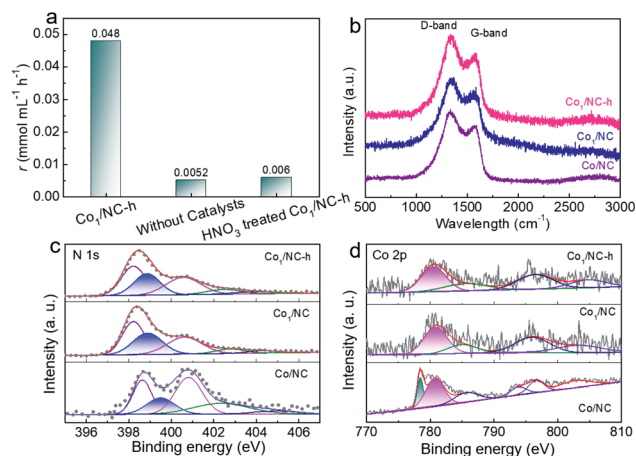 a
r (mmol mL⁻¹ h⁻¹)
0.05
0.04
0.03
0.02
0.01
0.00
0.048
0.0052
0.006
Co₁/NC-h
Without Catalysts
HNO₃ treated Co₁/NC-h
b
D-band
G-band
Intensity (a.u.)
Co₁/NC-h
Co₁/NC
Co/NC
500 1000 1500 2000 2500 3000
Wavelength (cm⁻¹)
c
N 1s
Co₁/NC-h
Co₁/NC
Co/NC
Intensity (a. u.)
396 398 400 402 404 406
Binding energy (eV)
d
Co 2p
Co₁/NC-h
Co₁/NC
Co/NC
Intensity (a. u.)
770 780 790 800 810
Binding energy (eV)